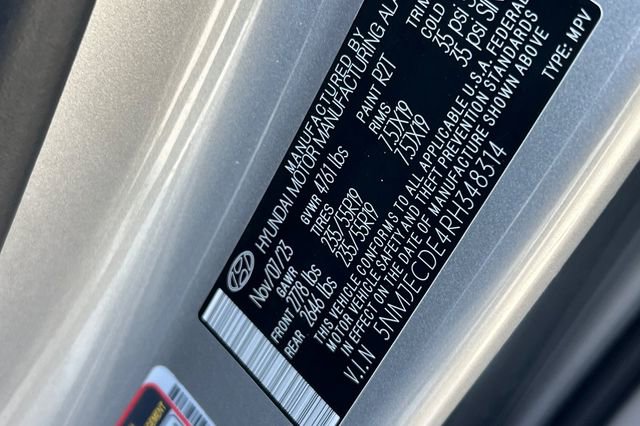 MANUFACTURED BY
HYUNDAI MOTOR MANUFACTURING ALA
Nov/07/23 GVWR 4761 lbs PAINT R2T TRIM
GAWR TIRES RIMS COLD
FRONT 2778 lbs 235/55R19 7.5JX19 35 psi
REAR 2646 lbs 235/55R19 7.5JX19 35 psi
THIS VEHICLE CONFORMS TO ALL APPLICABLE U.S.A. FEDERAL
MOTOR VEHICLE SAFETY, AND THEFT PREVENTION STANDARDS
IN EFFECT ON THE DATE OF MANUFACTURE SHOWN ABOVE
V.I.N 5NMJECDE4RH348314 TYPE: MPV